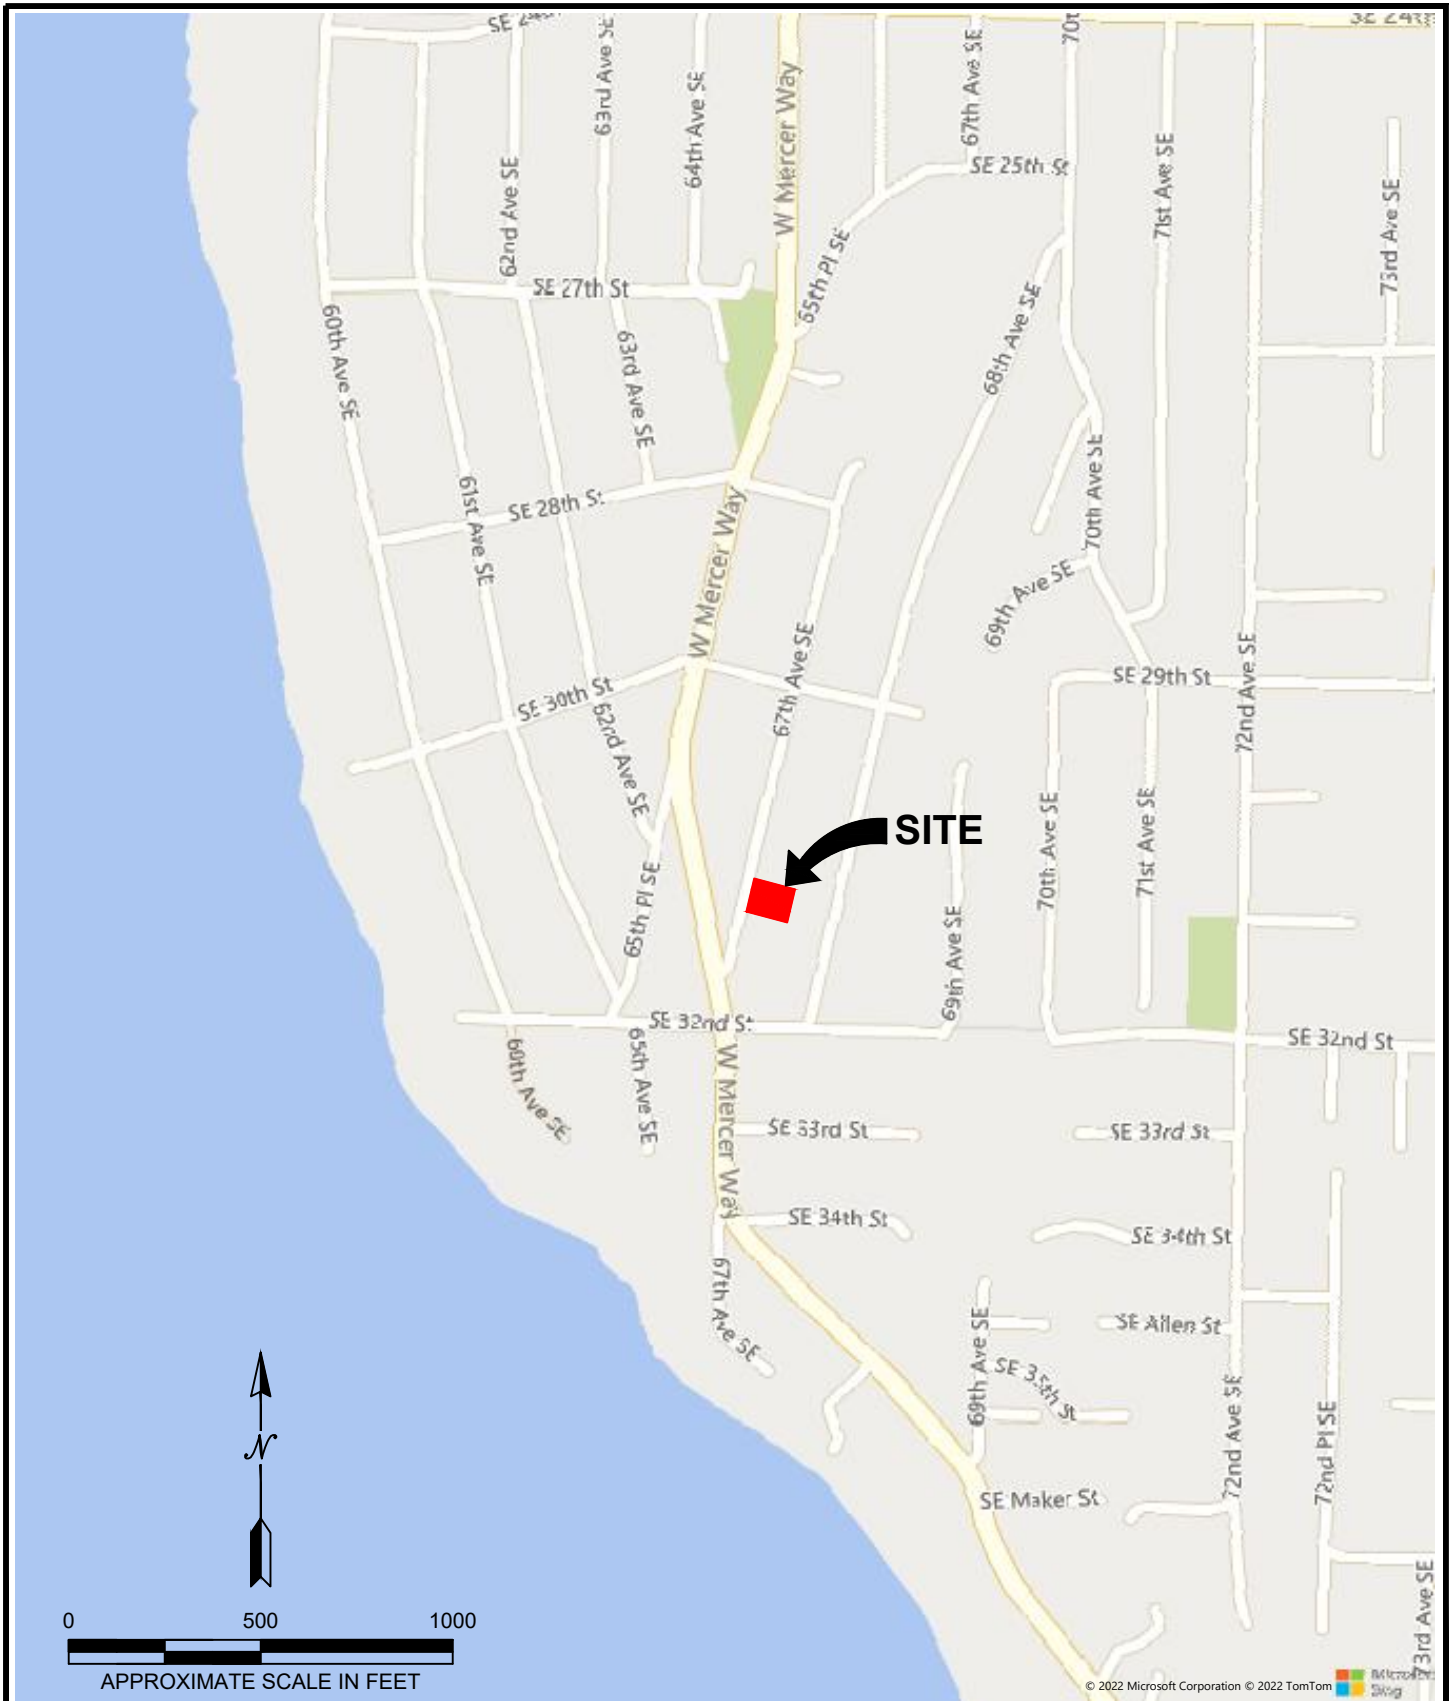 SE 24th
SE 24th
63rd Ave SE
64th Ave SE
62nd Ave SE
W Mercer Way
67th Ave SE
SE 25th St
71st Ave SE
73rd Ave SE
65th Pl SE
SE 27th St
60th Ave SE
63rd Ave SE
68th Ave SE
61st Ave SE
SE 28th St
W Mercer Way
70th Ave SE
69th Ave SE
67th Ave SE
SE 29th St
72nd Ave SE
SE 30th St
62nd Ave SE
70th Ave SE
71st Ave SE
SITE
65th Pl SE
69th Ave SE
SE 32nd St
SE 32nd St
60th Ave SE
65th Ave SE
W Mercer Way
SE 33rd St
SE 33rd St
SE 34th St
SE 34th St
67th Ave SE
SE Allen St
69th Ave SE
SE 35th St
72nd Ave SE
72nd Pl SE
SE Maker St
73rd Ave SE
N
0 500 1000
APPROXIMATE SCALE IN FEET
© 2022 Microsoft Corporation © 2022 TomTom